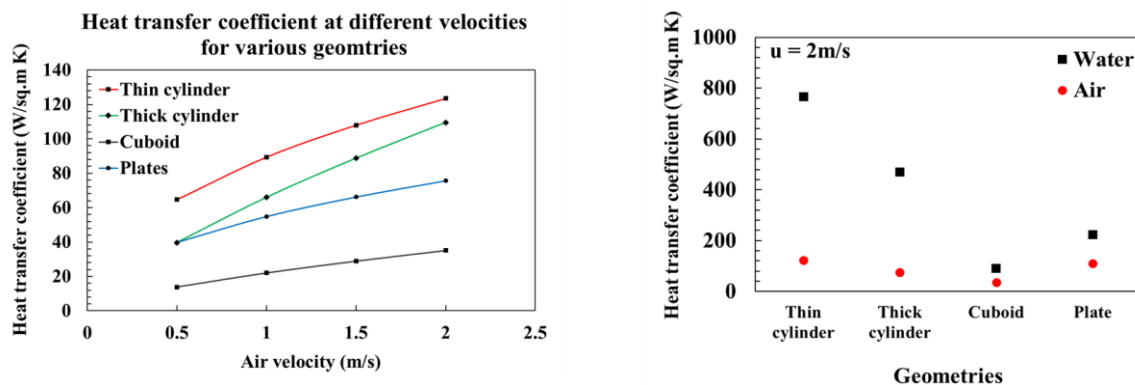 Heat transfer coefficient at different velocities
for various geomtries
Heat transfer coefficient (W/sq.m K)
140
120
100
80
60
40
20
0
Thin cylinder
Thick cylinder
Cuboid
Plates
0
0.5
1
1.5
2
2.5
Air velocity (m/s)
Heat transfer coefficient (W/sq.m K)
1000
800
600
400
200
0
u = 2m/s
Water
Air
Thin
cylinder
Thick
cylinder
Cuboid
Plate
Geometries